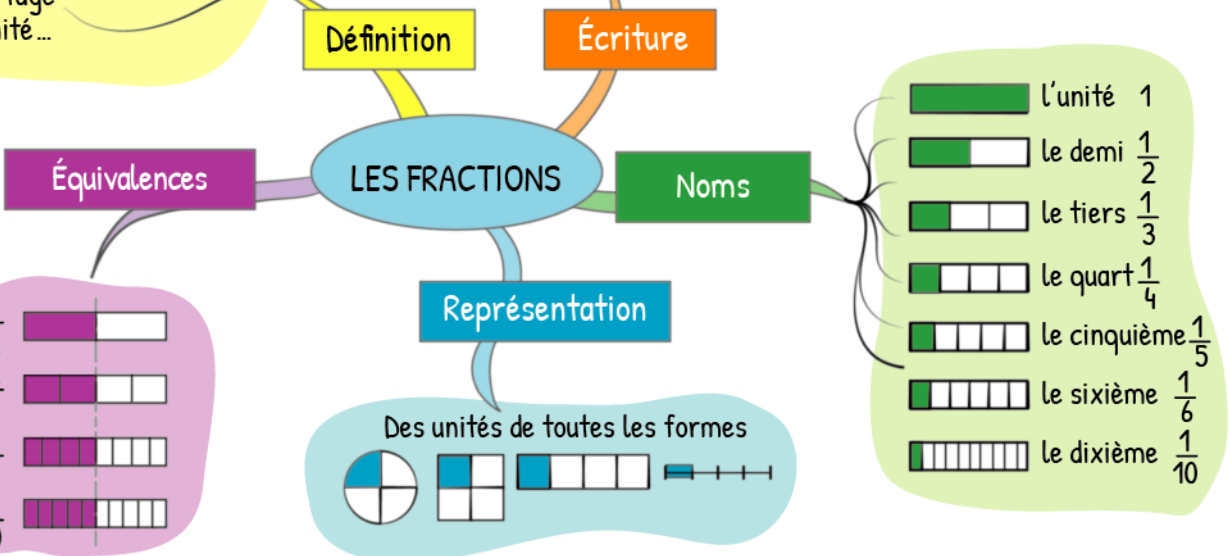 ité...
Définition
Écriture
Équivalences
LES FRACTIONS
Noms
Représentation
Des unités de toutes les formes
l'unité 1
le demi 1/2
le tiers 1/3
le quart 1/4
le cinquième 1/5
le sixième 1/6
le dixième 1/10